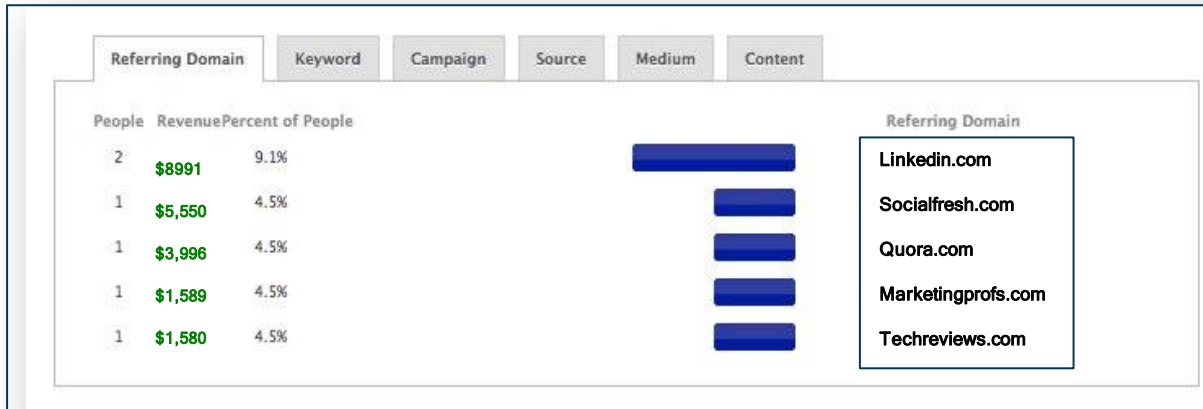 Referring Domain Keyword Campaign Source Medium Content
People RevenuePercent of People Referring Domain
2 $8991 9.1% Linkedin.com
1 $5,550 4.5% Socialfresh.com
1 $3,996 4.5% Quora.com
1 $1,589 4.5% Marketingprofs.com
1 $1,580 4.5% Techreviews.com